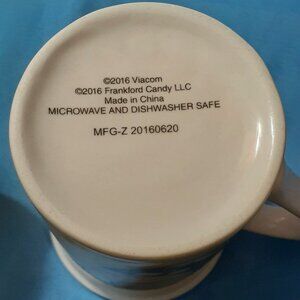 ©2016 Viacom
©2016 Frankford Candy LLC
Made in China
MICROWAVE AND DISHWASHER SAFE
MFG-Z 20160620